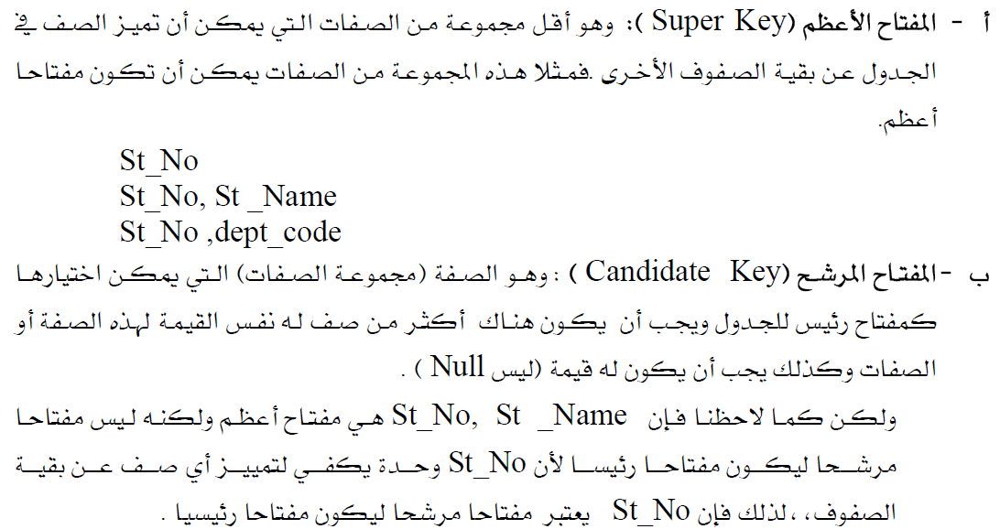 أ - المفتاح الأعظم (Super Key): وهو أقل مجموعة من الصفات التي يمكن أن تميز الصف في
الجدول عن بقية الصفوف الأخرى .فمثلا هذه المجموعة من الصفات يمكن أن تكون مفتاحا
أعظم.
St_No
St_No, St _Name
St_No ,dept_code
ب -المفتاح المرشح (Candidate Key) : وهو الصفة (مجموعة الصفات) التي يمكن اختيارها
كمفتاح رئيس للجدول ويجب أن يكون هناك أكثر من صف له نفس القيمة لهذه الصفة أو
الصفات وكذلك يجب أن يكون له قيمة (ليس Null ) .
ولكن كما لاحظنا فإن St_No, St _Name هي مفتاح أعظم ولكنه ليس مفتاحا
مرشحا ليكون مفتاحا رئيسا لأن St_No وحدة يكفي لتمييز أي صف عن بقية
الصفوف، ، لذلك فإن St_No يعتبر مفتاحا مرشحا ليكون مفتاحا رئيسيا .